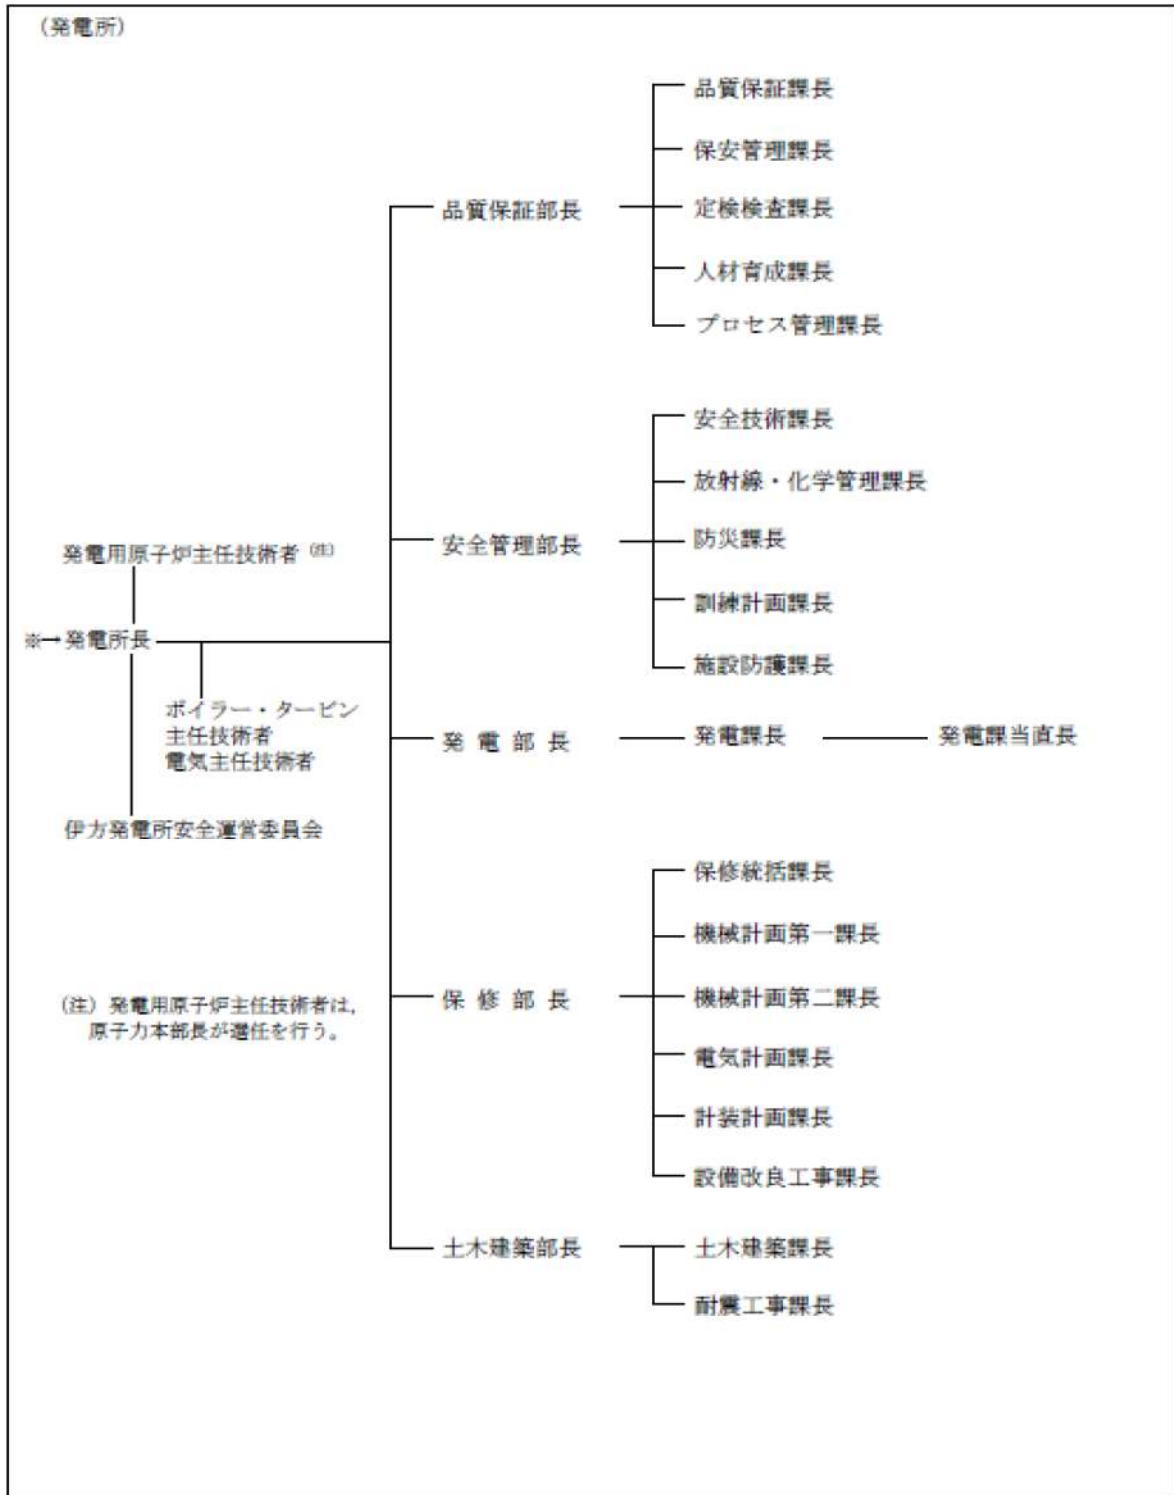 (発電所)
品質保証課長
保安管理課長
品質保証部長
定検検査課長
人材育成課長
プロセス管理課長
安全技術課長
放射線・化学管理課長
安全管理部長
防災課長
訓練計画課長
施設防護課長
発電用原子炉主任技術者(注)
※→発電所長
ボイラー・タービン
主任技術者
電気主任技術者
発電部長
発電課長
発電課当直長
伊方発電所安全運営委員会
保修統括課長
機械計画第一課長
保修部長
機械計画第二課長
電気計画課長
計装計画課長
設備改良工事課長
(注)発電用原子炉主任技術者は,
原子力本部長が選任を行う。
土木建築部長
土木建築課長
耐震工事課長